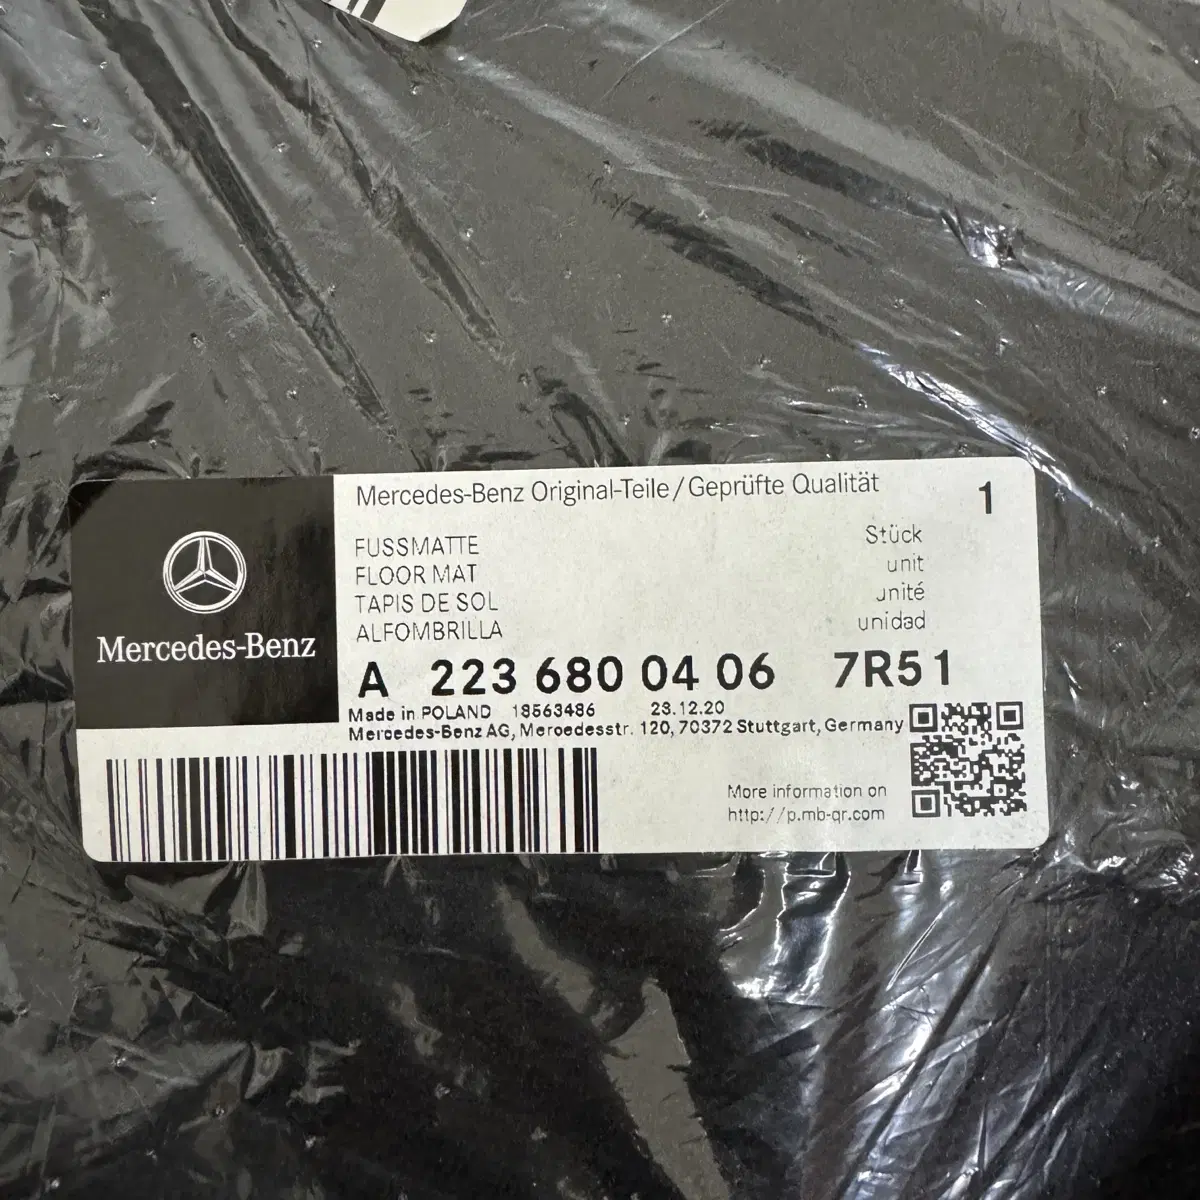 Mercedes-Benz
Mercedes-Benz Original-Teile/Geprüfte Qualität
1
FUSSMATTE
Stück
FLOOR MAT
unit
TAPIS DE SOL
unité
ALFOMBRILLA
unidad
A 223 680 04 06 7R51
Made in POLAND 18563486 23.12.20
Mercedes-Benz AG, Mercedesstr. 120, 70372 Stuttgart, Germany
More information on
http://p.mb-qr.com